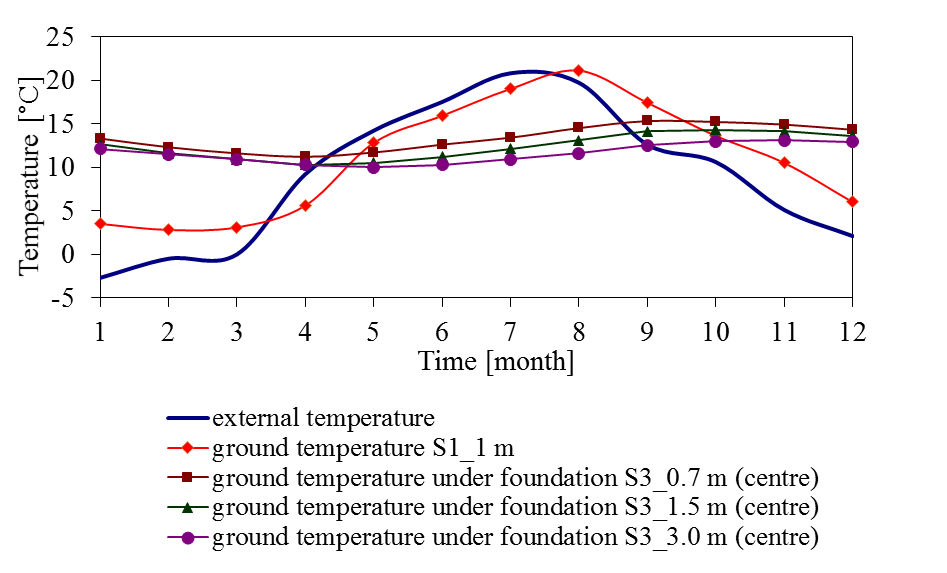 Temperature [°C]
25
20
15
10
5
0
-5
1 2 3 4 5 6 7 8 9 10 11 12
Time [month]
external temperature
ground temperature S1_1 m
ground temperature under foundation S3_0.7 m (centre)
ground temperature under foundation S3_1.5 m (centre)
ground temperature under foundation S3_3.0 m (centre)